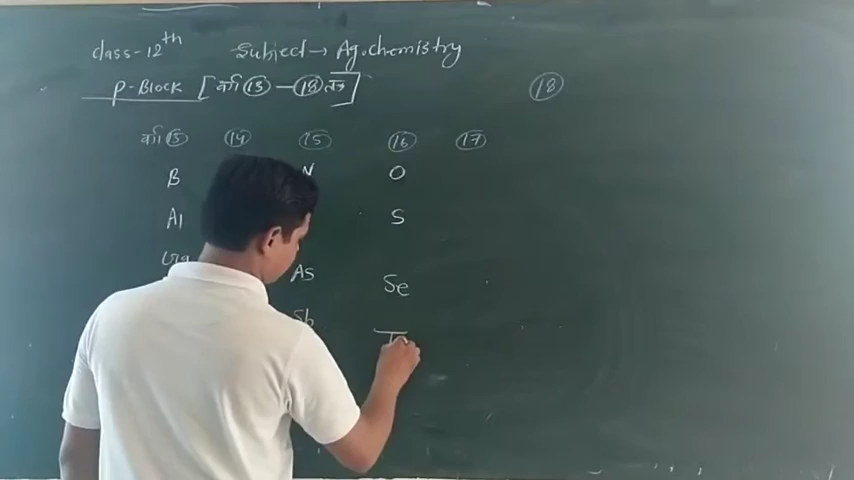 class-12th Subject → Ag.chemistry
P-Block [वर्ग 13 - 18 तक]
18
वर्ग 13 14 15 16 17
B N O
Al S
As Se
Sb T